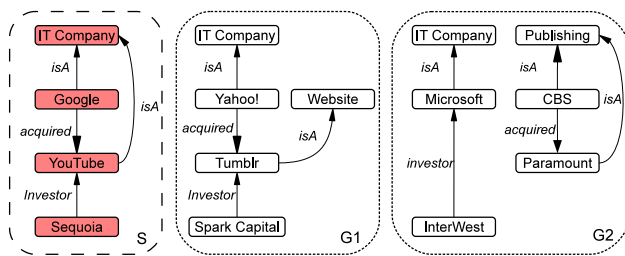 IT Company
isA
Google
isA
acquired
YouTube
Investor
Sequoia
S
IT Company
isA
Yahoo!
Website
acquired
isA
Tumblr
Investor
Spark Capital
G1
IT Company
Publishing
isA
isA
Microsoft
CBS
isA
acquired
investor
Paramount
InterWest
G2